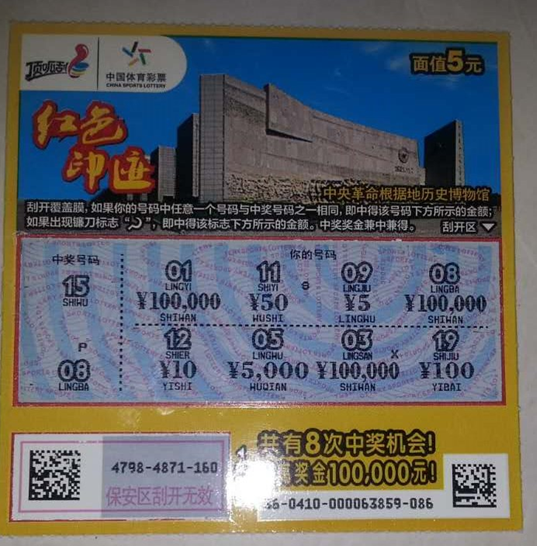 顶呱刮
中国体育彩票
CHINA SPORTS LOTTERY
面值5元
红色
印迹
中央革命根据地历史博物馆
刮开覆盖膜,如果你的号码中任意一个号码与中奖号码之一相同,即中得该号码下方所示的金额;
如果出现镰刀标志“ ”,即中得该标志下方所示的金额。中奖奖金兼中兼得。
刮开区
中奖号码
你的号码
15
SHIWU
01
LINGYI
¥100,000
SHIWAN
11
SHIYI
¥50
WUSHI
S
09
LINGJIU
¥5
LINGWU
08
LINGBA
¥100,000
SHIWAN
P
08
LINGBA
12
SHIER
¥10
YISHI
05
LINGWU
¥5,000
WUQIAN
03
LINGSAN
¥100,000
SHIWAN
X
19
SHIJIU
¥100
YIBAI
4798-4871-160
保安区刮开无效
共有8次中奖机会!
奖金100,000元!
6-0410-000063859-086